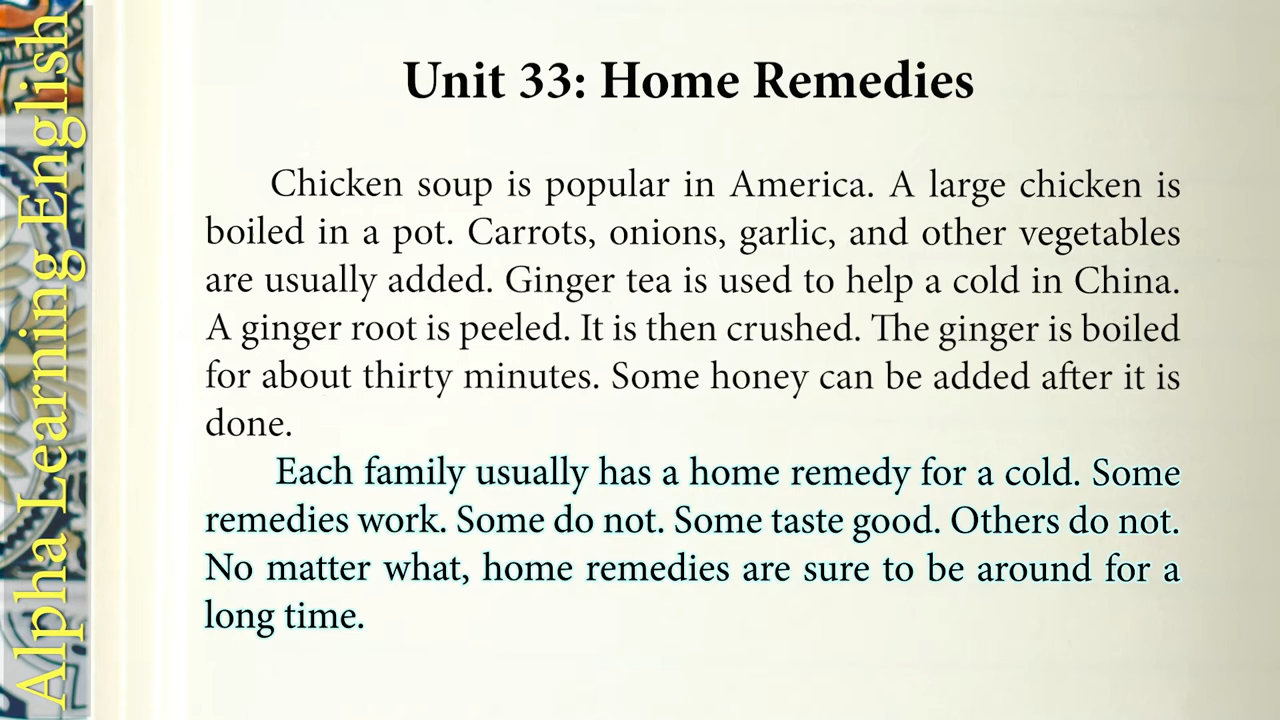 Alpha Learning English
Unit 33: Home Remedies
Chicken soup is popular in America. A large chicken is
boiled in a pot. Carrots, onions, garlic, and other vegetables
are usually added. Ginger tea is used to help a cold in China.
A ginger root is peeled. It is then crushed. The ginger is boiled
for about thirty minutes. Some honey can be added after it is
done.
Each family usually has a home remedy for a cold. Some
remedies work. Some do not. Some taste good. Others do not.
No matter what, home remedies are sure to be around for a
long time.